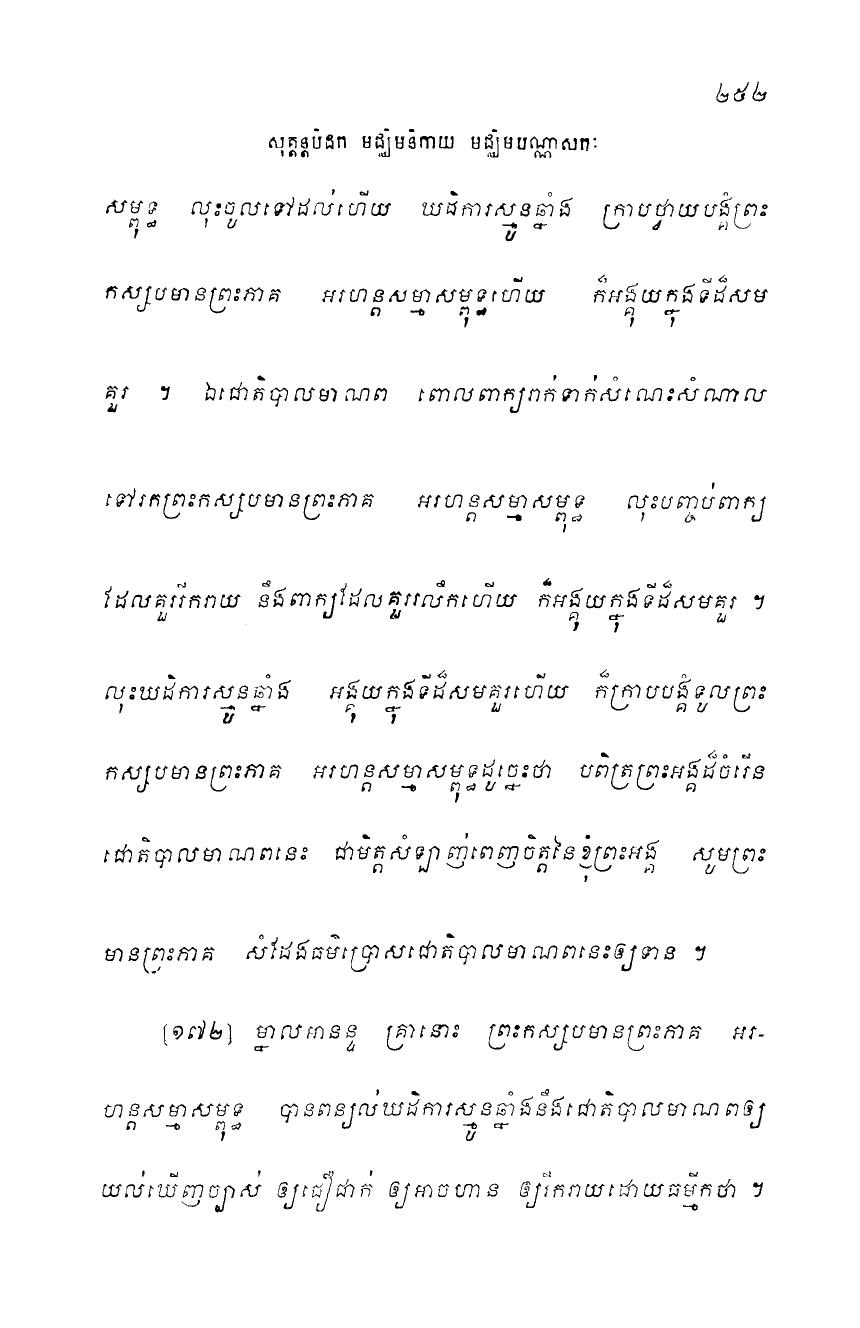 ២៥២
សុត្តន្តបិដក មជ្ឈិមនិកាយ មជ្ឈិមបណ្ណាសកៈ
សម្ពុទ្ធ លុះចូលទៅដល់ហើយ ឃដិការស្មូនឆ្នាំង ក្រាបថ្វាយបង្គំព្រះ
កស្សបមានព្រះភាគ អរហន្តសម្មាសម្ពុទ្ធហើយ ក៏អង្គុយក្នុងទីដ៏សម
គួរ ។ ឯជោតិបាលមាណព ពោលពាក្យរាក់ទាក់សំណេះសំណាល
ទៅរកព្រះកស្សបមានព្រះភាគ អរហន្តសម្មាសម្ពុទ្ធ លុះបញ្ចប់ពាក្យ
ដែលគួររីករាយ នឹងពាក្យដែលគួររលឹកហើយ ក៏អង្គុយក្នុងទីដ៏សមគួរ ។
លុះឃដិការស្មូនឆ្នាំង អង្គុយក្នុងទីដ៏សមគួរហើយ ក៏ក្រាបបង្គំទូលព្រះ
កស្សបមានព្រះភាគ អរហន្តសម្មាសម្ពុទ្ធដូច្នេះថា បពិត្រព្រះអង្គដ៏ចំរើន
ជោតិបាលមាណពនេះ ជាមិត្តសំឡាញ់ពេញចិត្តនៃខ្ញុំព្រះអង្គ សូមព្រះ
មានព្រះភាគ សំដែងធម៌ប្រោសជោតិបាលមាណពនេះឲ្យទាន ។
[១៧២] ម្នាលអានន្ទ គ្រានោះ ព្រះកស្សបមានព្រះភាគ អរ-
ហន្តសម្មាសម្ពុទ្ធ បានពន្យល់ឃដិការស្មូនឆ្នាំងនឹងជោតិបាលមាណពឲ្យ
យល់ឃើញច្បាស់ ឲ្យជឿជាក់ ឲ្យអាចហាន ឲ្យរីករាយដោយធម្មីកថា ។